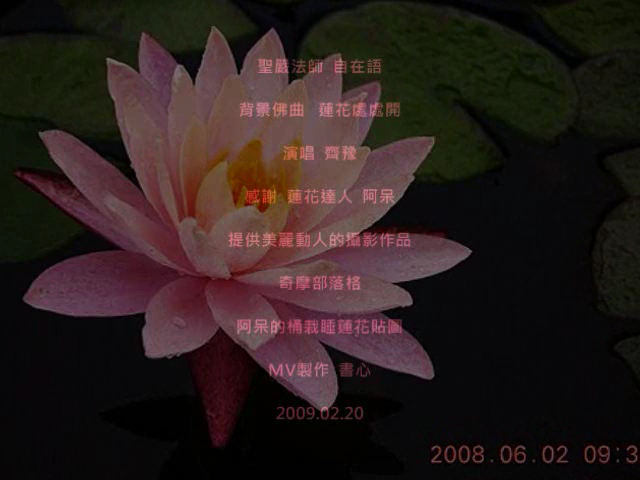 聖嚴法師 自在語
背景佛曲 蓮花處處開
演唱 齊豫
感謝 蓮花達人 阿呆
提供美麗動人的攝影作品
奇摩部落格
阿呆的桶栽睡蓮花貼圖
MV製作 書心
2009.02.20
2008.06.02 09:3